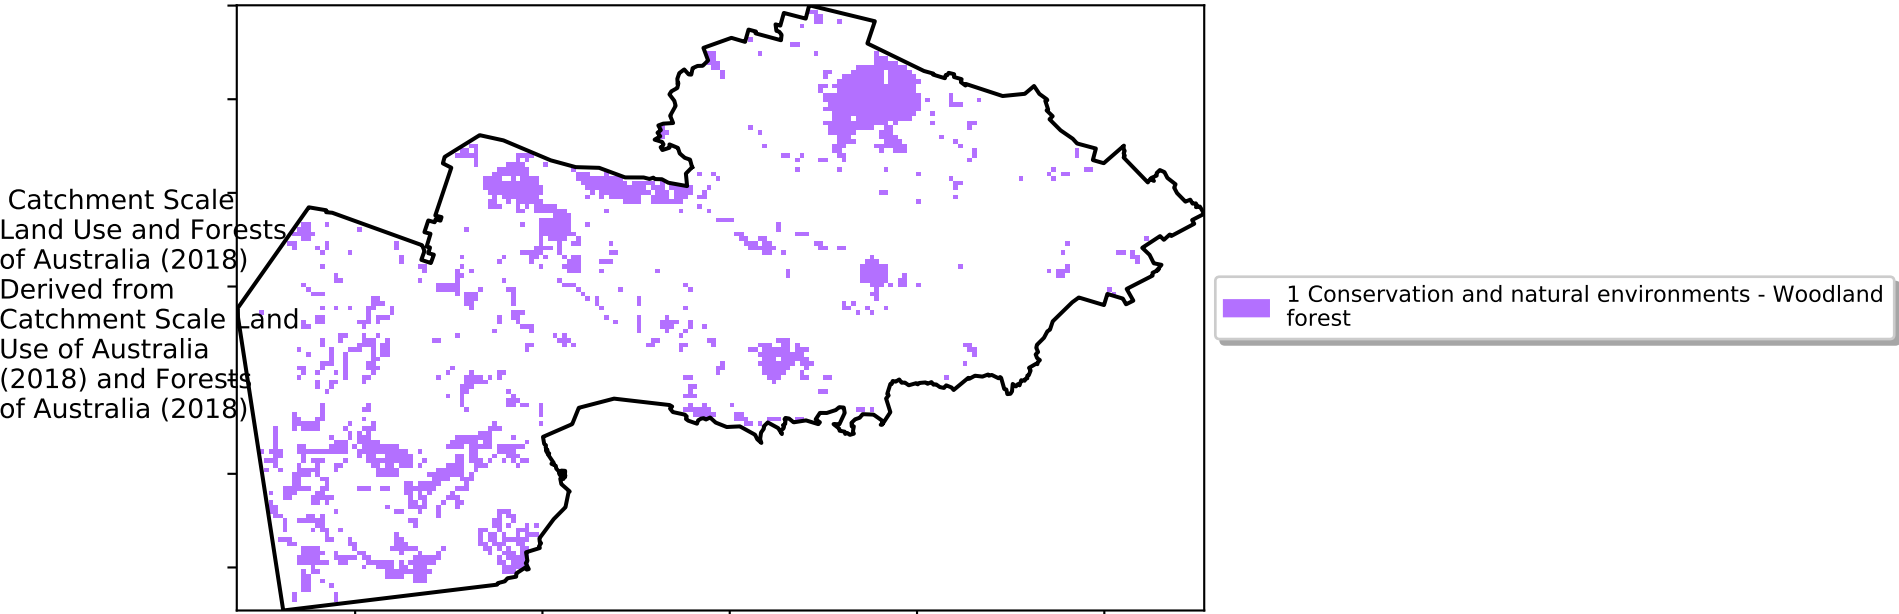 Catchment Scale
Land Use and Forests
of Australia (2018)
Derived from
Catchment Scale Land
Use of Australia
(2018) and Forests
of Australia (2018)
1 Conservation and natural environments - Woodland
forest